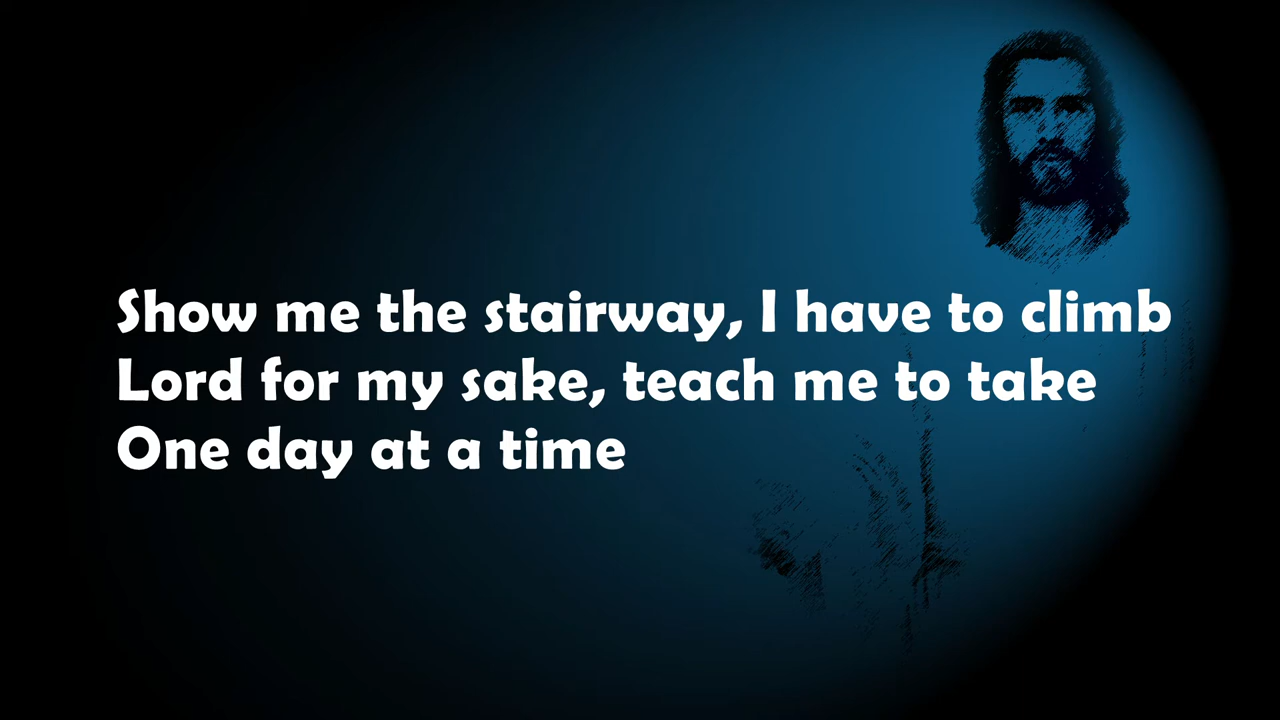 Show me the stairway, I have to climb
Lord for my sake, teach me to take
One day at a time